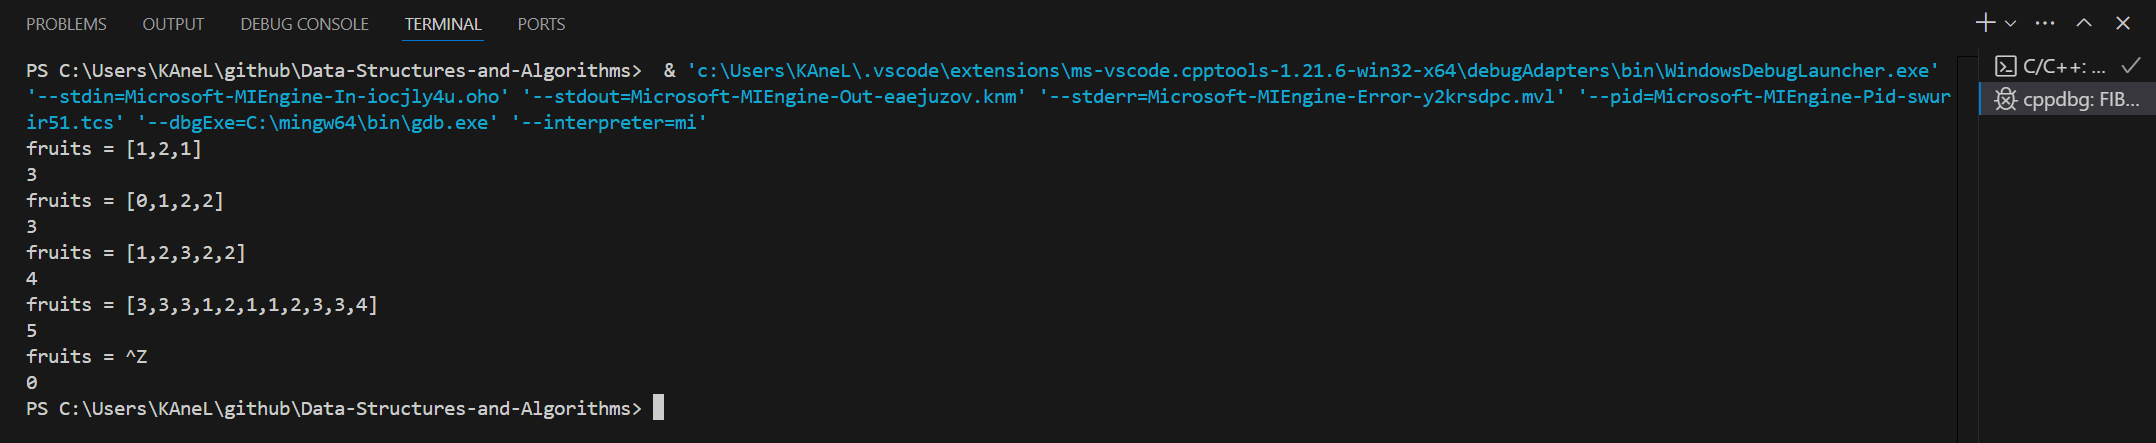 PROBLEMS OUTPUT DEBUG CONSOLE TERMINAL PORTS
PS C:\Users\KAneL\github\Data-Structures-and-Algorithms>  & 'c:\Users\KAneL\.vscode\extensions\ms-vscode.cpptools-1.21.6-win32-x64\debugAdapters\bin\WindowsDebugLauncher.exe'
'--stdin=Microsoft-MIEngine-In-iocjly4u.oho' '--stdout=Microsoft-MIEngine-Out-eaejuzov.knm' '--stderr=Microsoft-MIEngine-Error-y2krsdpc.mvl' '--pid=Microsoft-MIEngine-Pid-swur
ir51.tcs' '--dbgExe=C:\mingw64\bin\gdb.exe' '--interpreter=mi'
fruits = [1,2,1]
3
fruits = [0,1,2,2]
3
fruits = [1,2,3,2,2]
4
fruits = [3,3,3,1,2,1,1,2,3,3,4]
5
fruits = ^Z
0
PS C:\Users\KAneL\github\Data-Structures-and-Algorithms>
C/C++: ...
cppdbg: FIB...